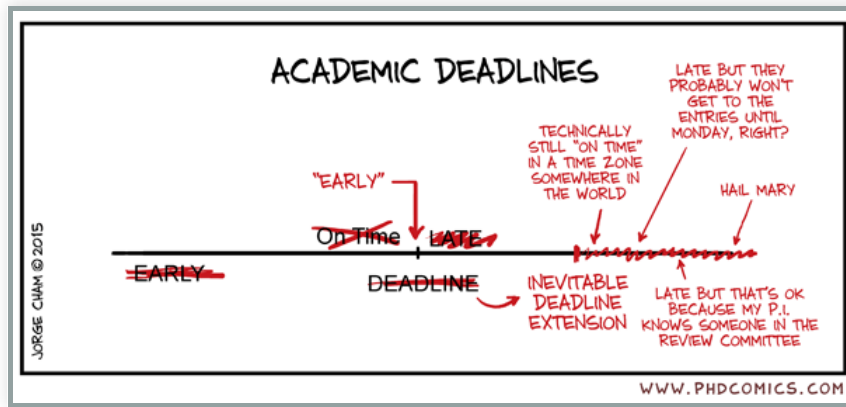 ACADEMIC DEADLINES
LATE BUT THEY
PROBABLY WON'T
GET TO THE
ENTRIES UNTIL
MONDAY, RIGHT?
TECHNICALLY
STILL "ON TIME"
IN A TIME ZONE
SOMEWHERE IN
THE WORLD
"EARLY"
HAIL MARY
On Time
LATE
EARLY
DEADLINE
INEVITABLE
DEADLINE
EXTENSION
LATE BUT THAT'S OK
BECAUSE MY P.I.
KNOWS SOMEONE IN THE
REVIEW COMMITTEE
JORGE CHAM © 2015
WWW.PHDCOMICS.COM